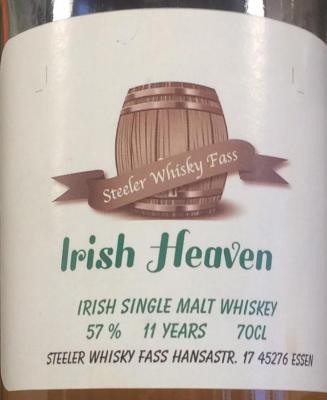 Steeler Whisky Fass
Irish Heaven
IRISH SINGLE MALT WHISKEY
57 % 11 YEARS 70CL
STEELER WHISKY FASS HANSASTR. 17 45276 ESSEN